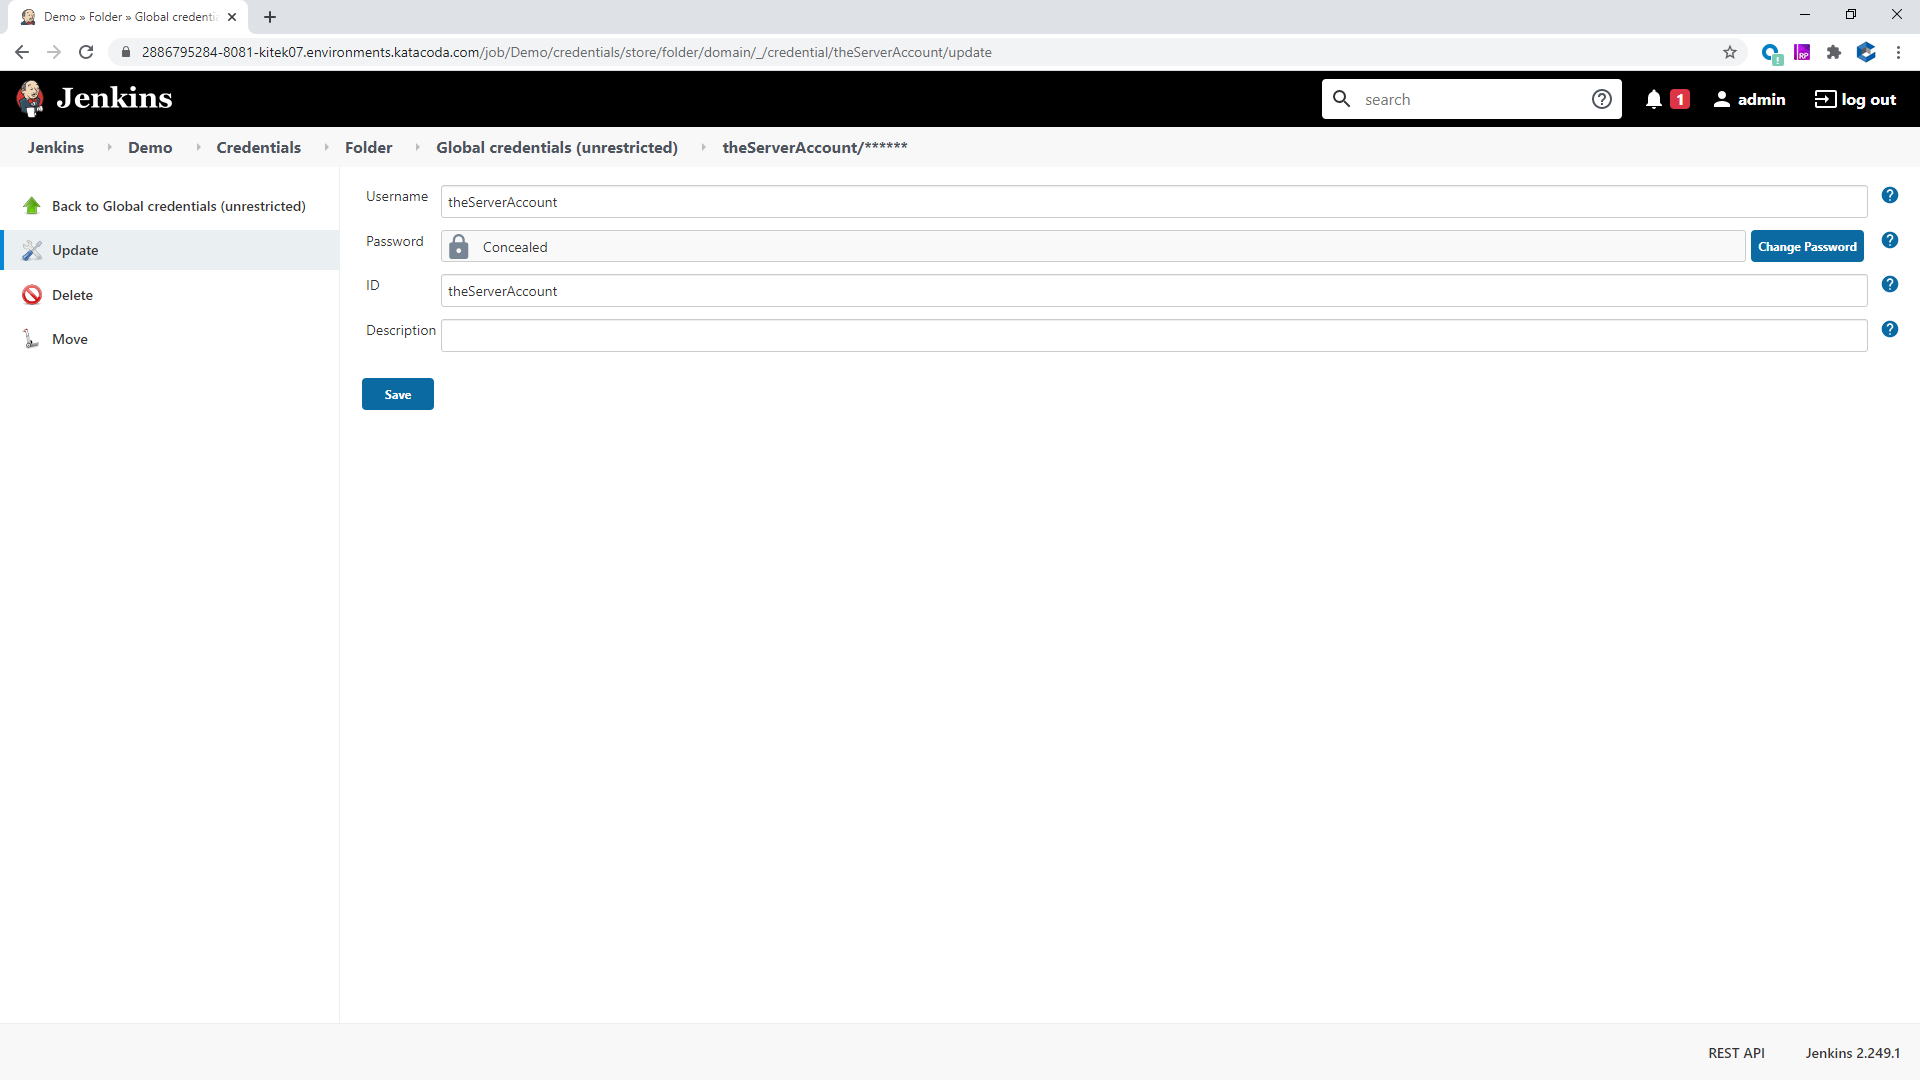 Demo » Folder » Global credenti
2886795284-8081-kitek07.environments.katacoda.com/job/Demo/credentials/store/folder/domain/_/credential/theServerAccount/update
Jenkins
search
1
admin
log out
Jenkins
Demo
Credentials
Folder
Global credentials (unrestricted)
theServerAccount/******
Back to Global credentials (unrestricted)
Update
Delete
Move
Username
theServerAccount
Password
Concealed
Change Password
ID
theServerAccount
Description
Save
REST API
Jenkins 2.249.1